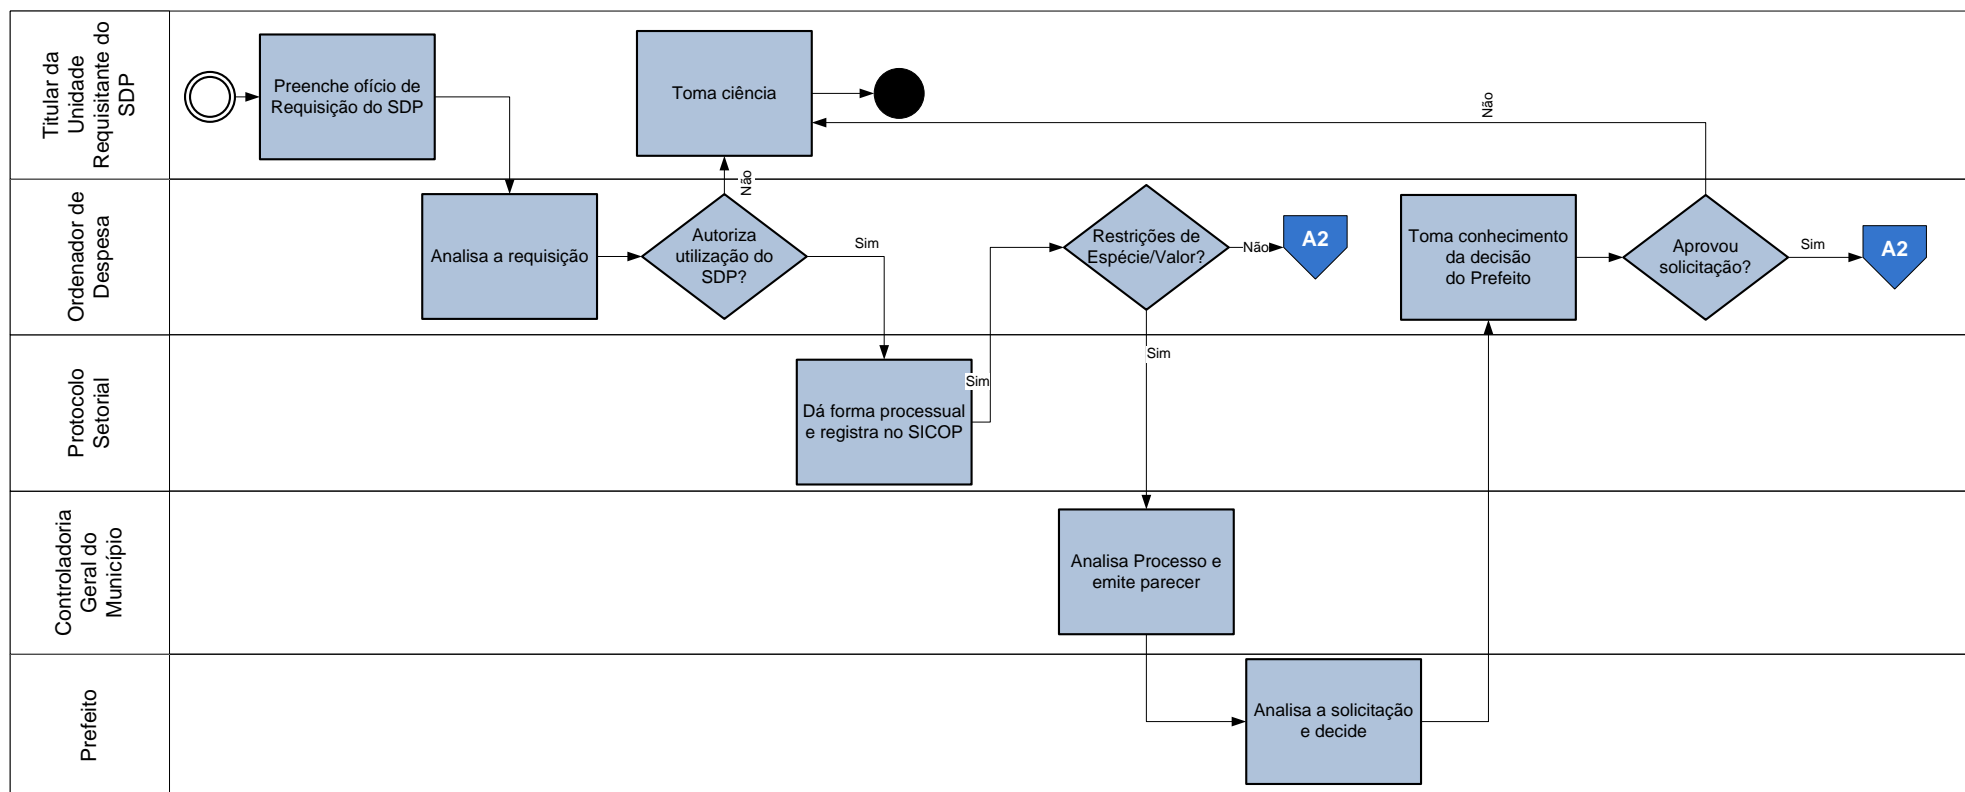 Titular da
Unidade
Requisitante do
SDP
Preenche ofício de
Requisição do SDP
Toma ciência
Não
Ordenador de
Despesa
Analisa a requisição
Autoriza
utilização do
SDP?
Não
Sim
Restrições de
Espécie/Valor?
Não
A2
Sim
Toma conhecimento
da decisão
do Prefeito
Aprovou
solicitação?
Sim
A2
Protocolo
Setorial
Dá forma processual
e registra no SICOP
Sim
Controladoria
Geral do
Município
Analisa Processo e
emite parecer
Prefeito
Analisa a solicitação
e decide